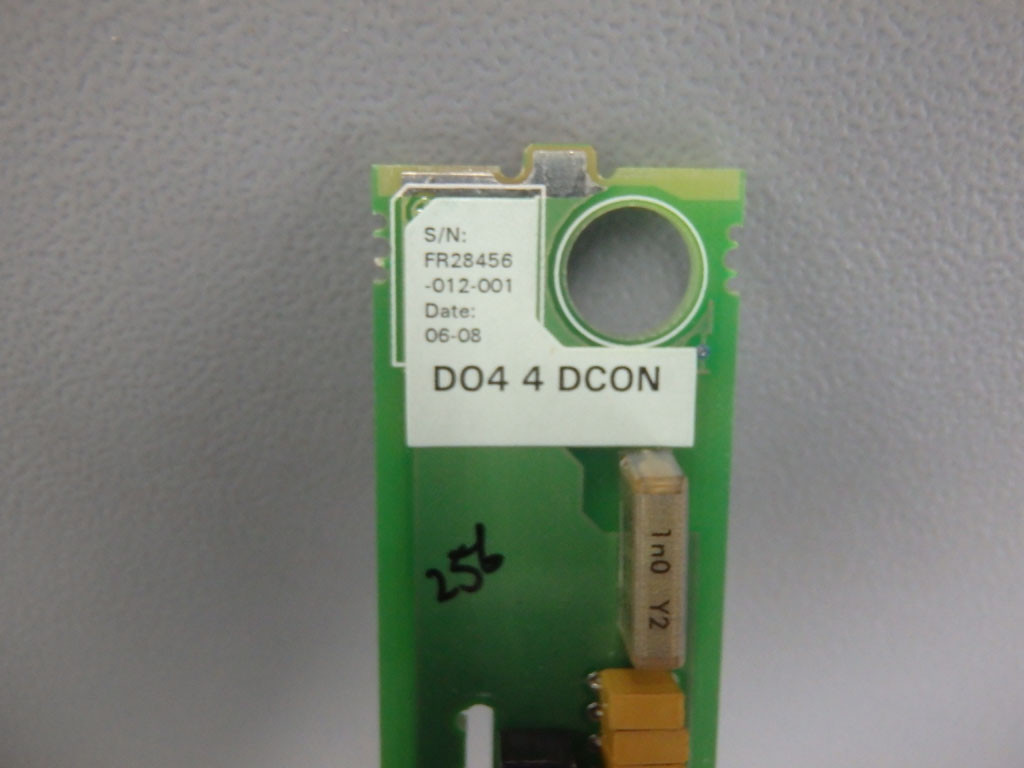 S/N:
FR28456
-012-001
Date:
06-08
DO4 4 DCON
256
1n0 Y2